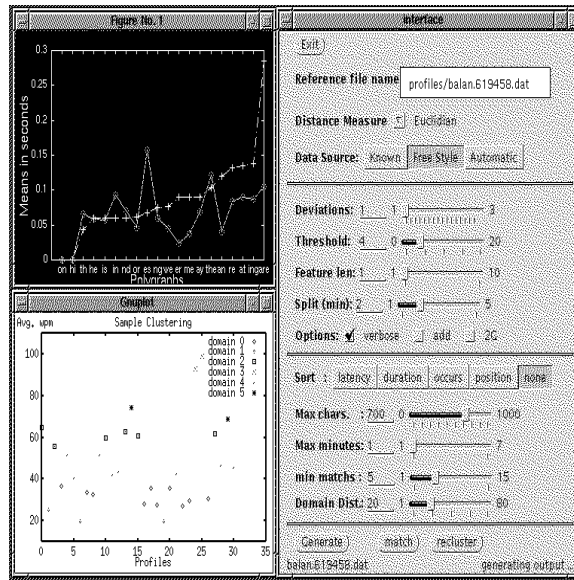 Figure No. 1
0.3
0.25
0.2
0.15
0.1
0.05
0
Means in seconds
on hi th he is in nd or es ng ve er me ay the an re at ing are
Polygraphs
Gnuplot
Avg. wpm
Sample Clustering
domain 0
domain 1
domain 2
domain 3
domain 4
domain 5
100
80
60
40
20
0 5 10 15 20 25 30 35
Profiles
interface
Exit
Reference file name
profiles/balan.619458.dat
Distance Measure Euclidian
Data Source: Known Free Style Automatic
Deviations: 1 1 3
Threshold: 4 0 20
Feature len: 1 1 10
Split (min): 2 1 5
Options: verbose add 2G
Sort : latency duration occurs position none
Max chars. : 700 0 1000
Max minutes: 1 1 7
min matchs : 5 1 15
Domain Dist.: 20 1 80
Generate match recluster
balan.619458.dat generating output ...